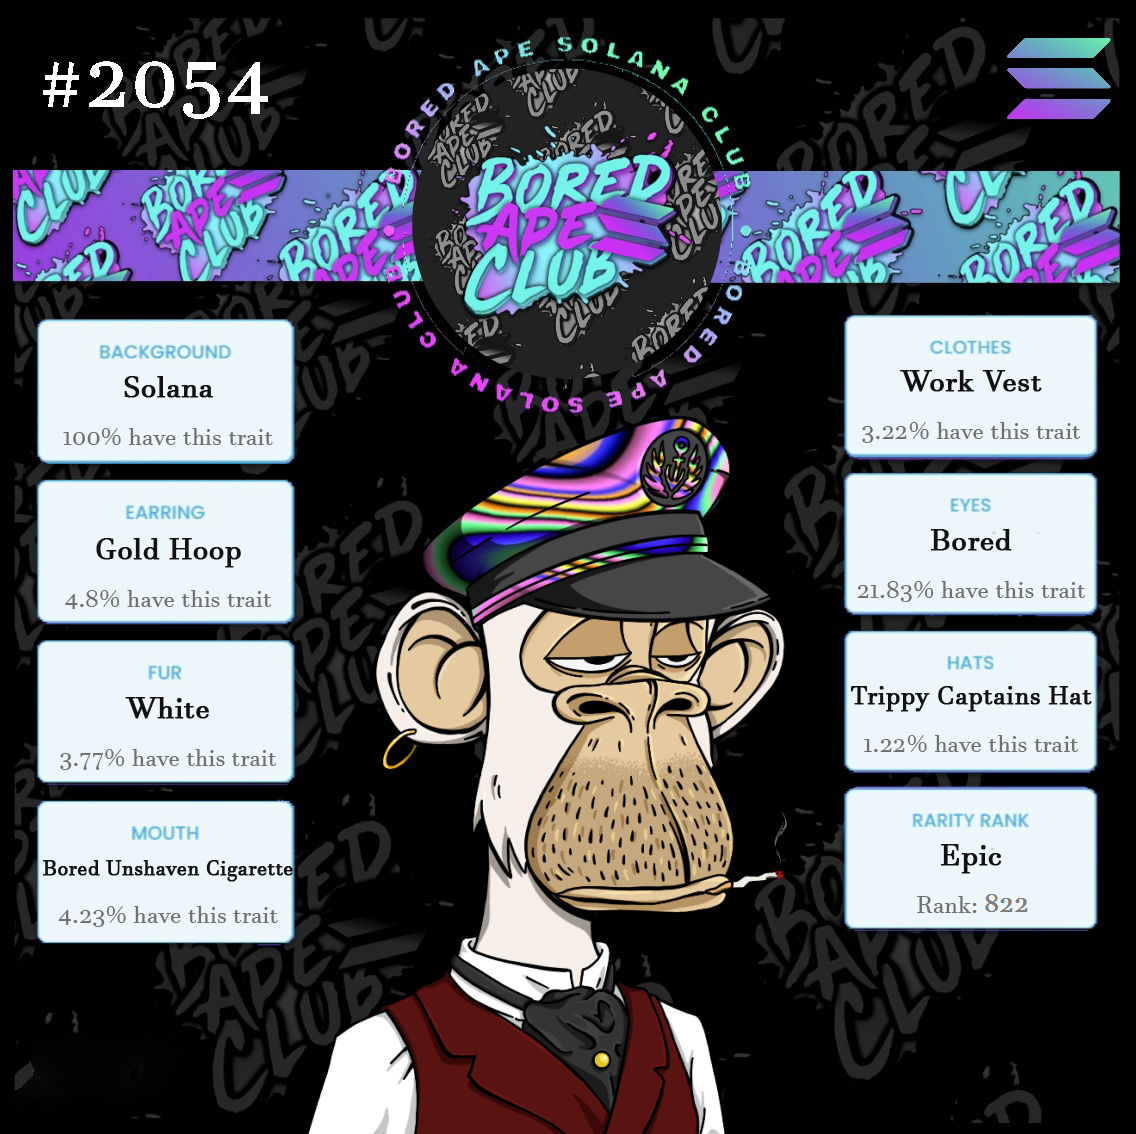 #2054
BORED APE SOLANA CLUB
BORED APE SOLANA CLUB
BORED
APE
CLUB
BACKGROUND
Solana
100% have this trait
EARRING
Gold Hoop
4.8% have this trait
FUR
White
3.77% have this trait
MOUTH
Bored Unshaven Cigarette
4.23% have this trait
CLOTHES
Work Vest
3.22% have this trait
EYES
Bored
21.83% have this trait
HATS
Trippy Captains Hat
1.22% have this trait
RARITY RANK
Epic
Rank: 822